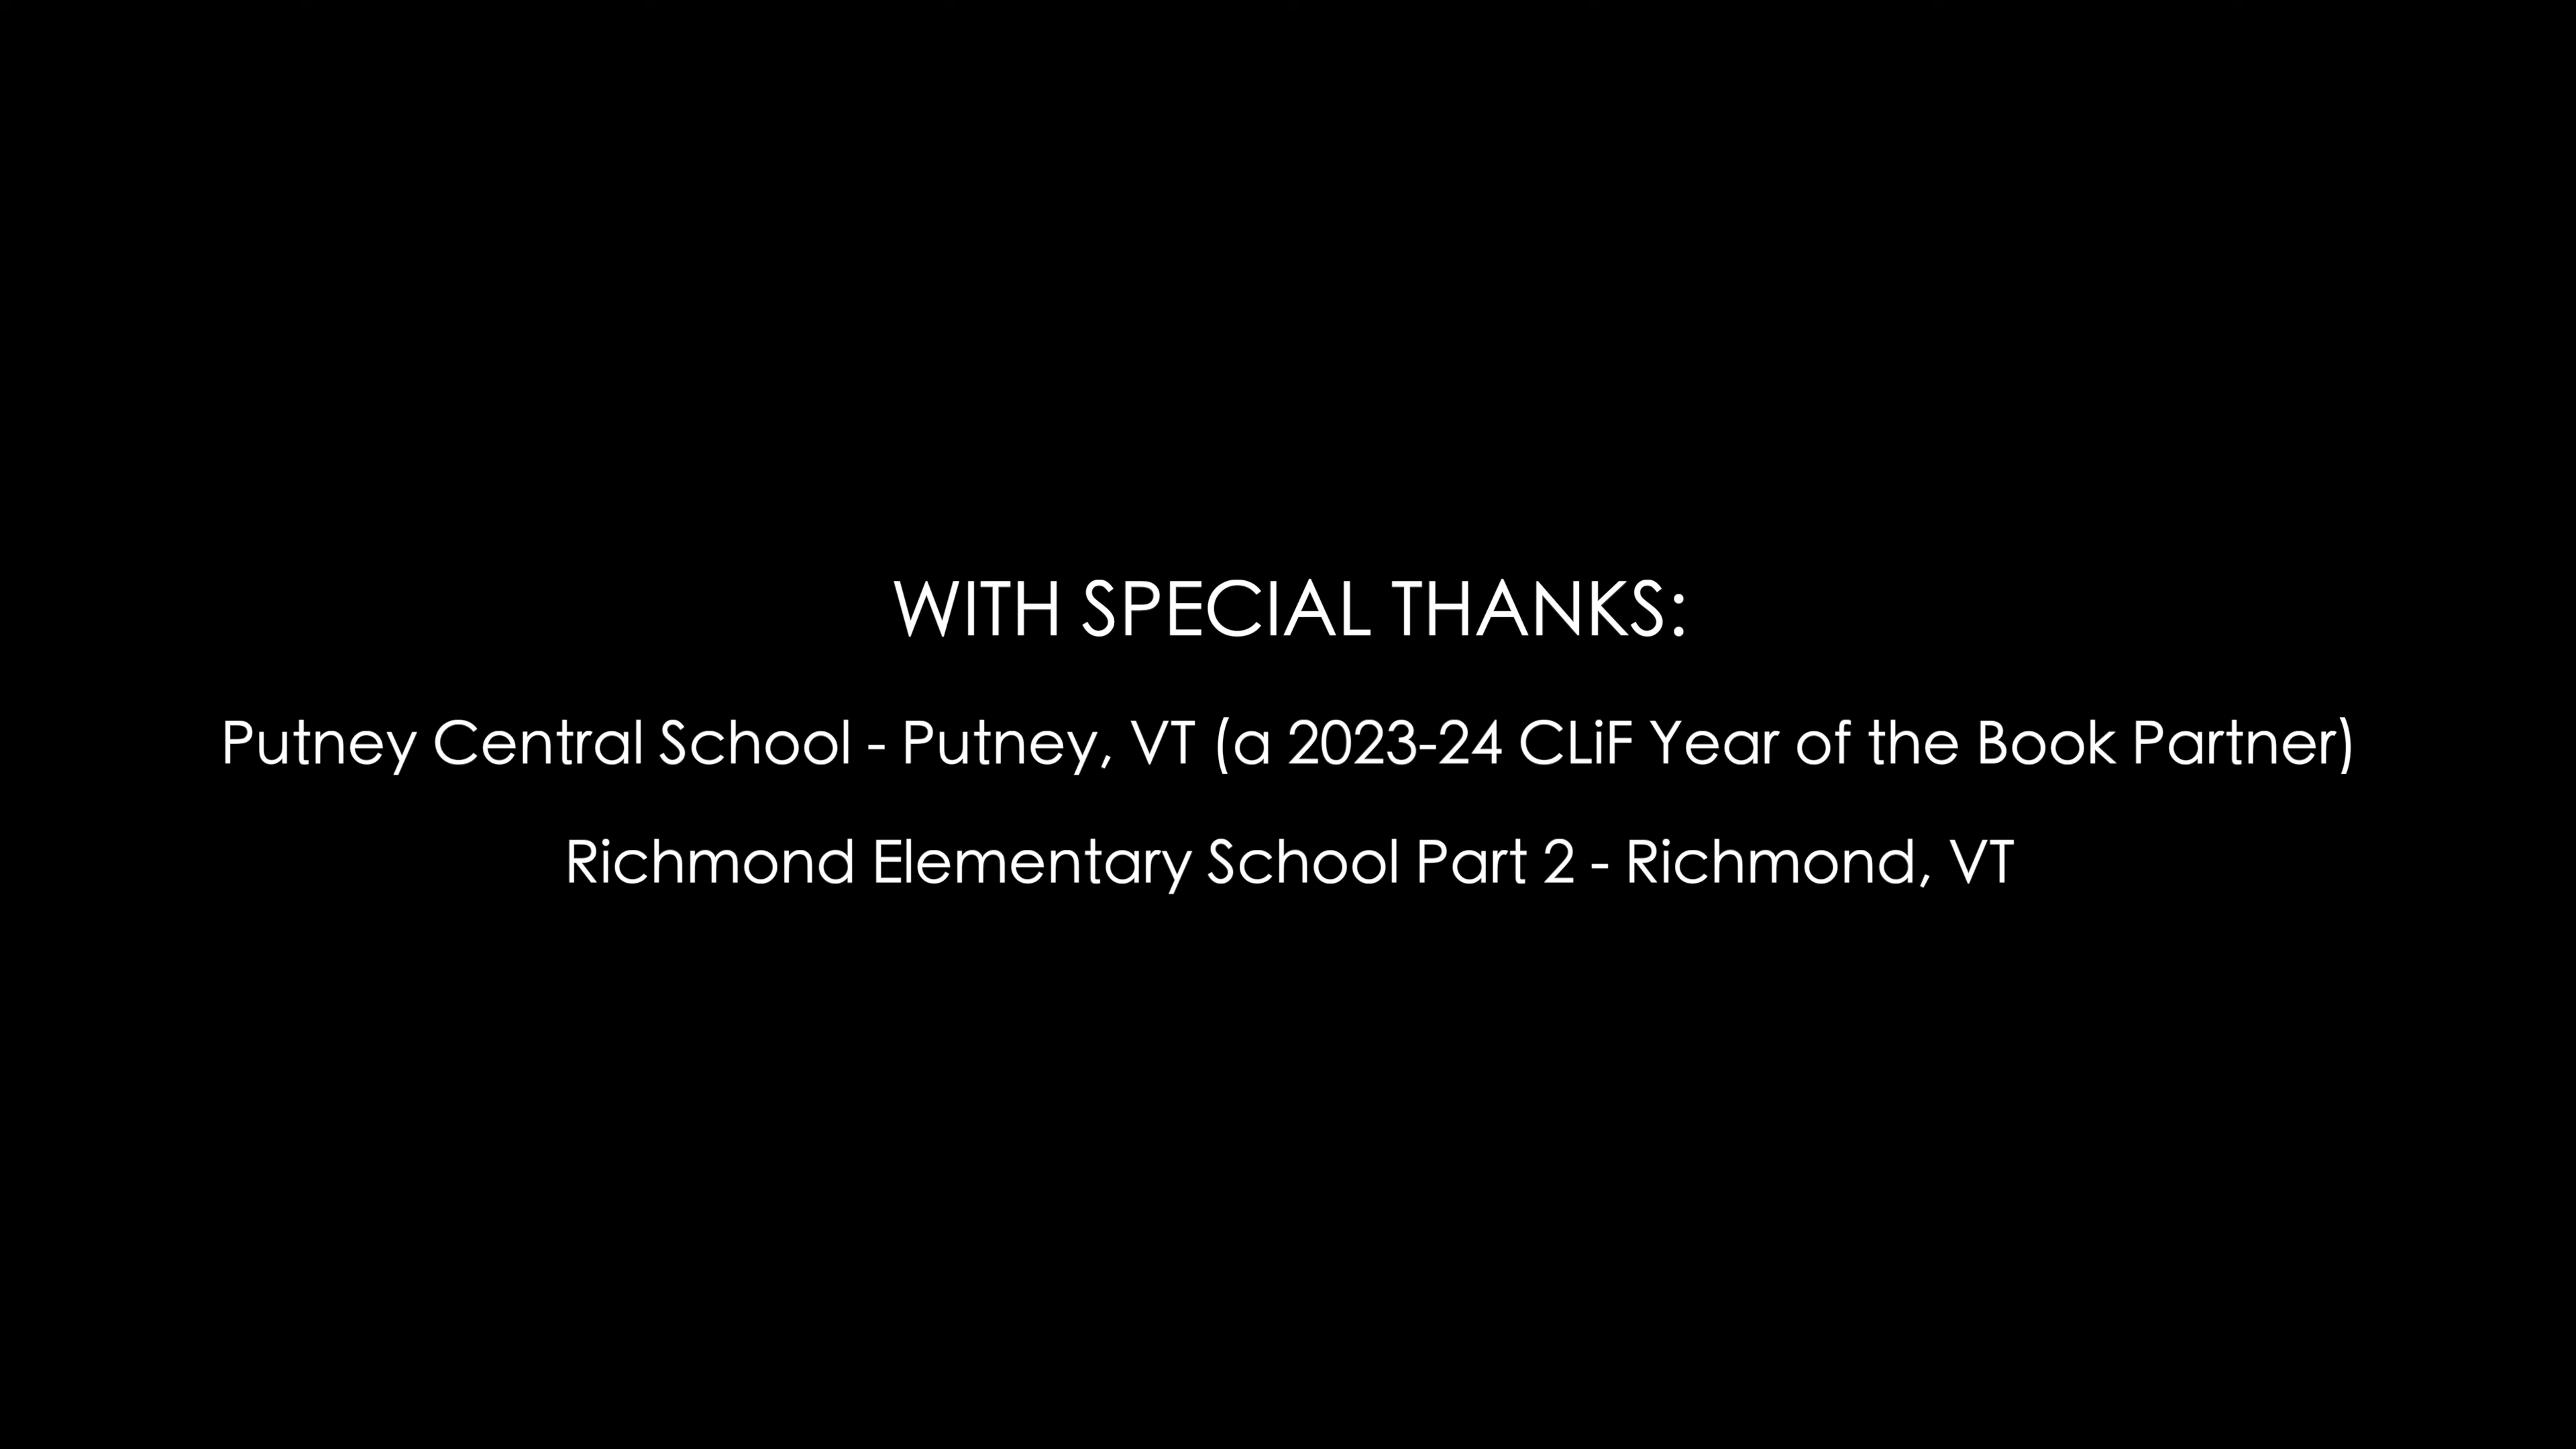 WITH SPECIAL THANKS:
Putney Central School - Putney, VT (a 2023-24 CLiF Year of the Book Partner)
Richmond Elementary School Part 2 - Richmond, VT